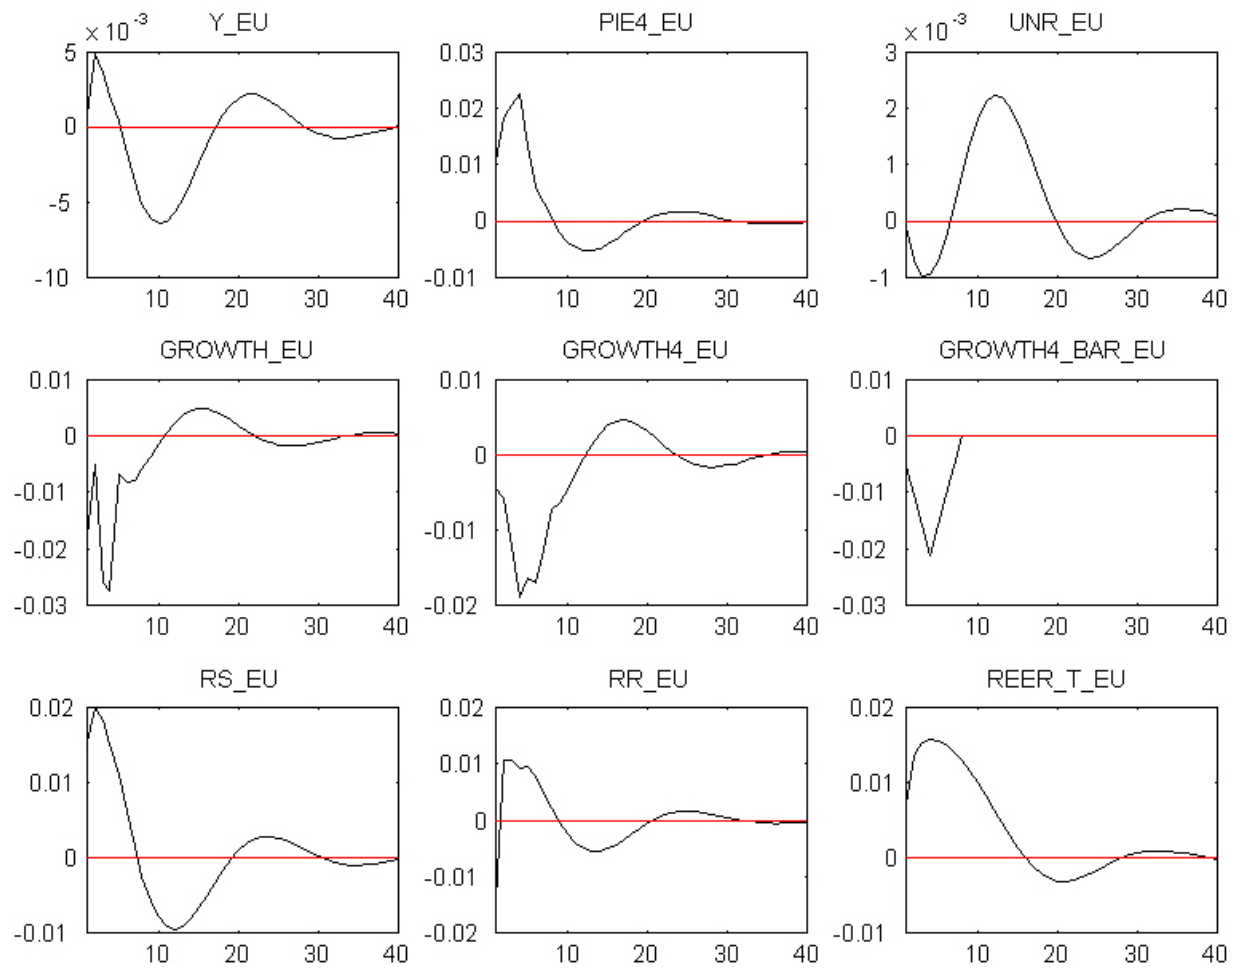 Y_EU PIE4_EU UNR_EU
× 10⁻³ × 10⁻³
5 0.03 3
0.02 2
0 0.01 1
-5 0 0
-10 -0.01 -1
10 20 30 40 10 20 30 40 10 20 30 40
GROWTH_EU GROWTH4_EU GROWTH4_BAR_EU
0.01 0.01 0.01
0 0 0
-0.01 -0.01 -0.01
-0.02 -0.02
-0.03 -0.02 -0.03
10 20 30 40 10 20 30 40 10 20 30 40
RS_EU RR_EU REER_T_EU
0.02 0.02 0.02
0.01 0.01 0.01
0 0 0
-0.01
-0.01 -0.02 -0.01
10 20 30 40 10 20 30 40 10 20 30 40